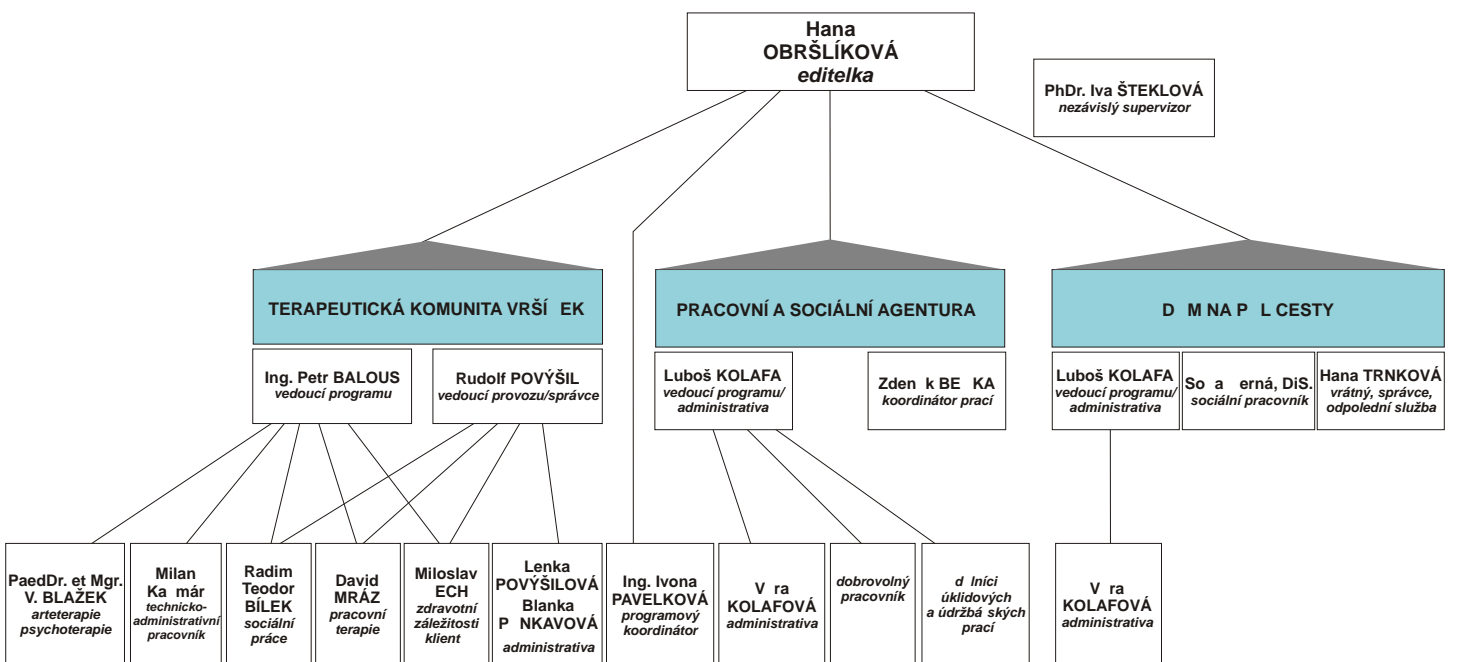 Hana
OBRŠLÍKOVÁ
editelka
PhDr. Iva ŠTEKLOVÁ
nezávislý supervizor
TERAPEUTICKÁ KOMUNITA VRŠÍ EK
PRACOVNÍ A SOCIÁLNÍ AGENTURA
D M NA P L CESTY
Ing. Petr BALOUS
vedoucí programu
Rudolf POVÝŠIL
vedoucí provozu/správce
Luboš KOLAFA
vedoucí programu/
administrativa
Zden k BE KA
koordinátor prací
Luboš KOLAFA
vedoucí programu/
administrativa
So a erná, DiS.
sociální pracovník
Hana TRNKOVÁ
vrátný, správce,
odpolední služba
PaedDr. et Mgr.
V. BLAŽEK
arteterapie
psychoterapie
Milan
Ka már
technicko-
administrativní
pracovník
Radim
Teodor
BÍLEK
sociální
práce
David
MRÁZ
pracovní
terapie
Miloslav
ECH
zdravotní
záležitosti
klient
Lenka
POVÝŠILOVÁ
Blanka
P NKAVOVÁ
administrativa
Ing. Ivona
PAVELKOVÁ
programový
koordinátor
V ra
KOLAFOVÁ
administrativa
dobrovolný
pracovník
d lníci
úklidových
a údržbá ských
prací
V ra
KOLAFOVÁ
administrativa